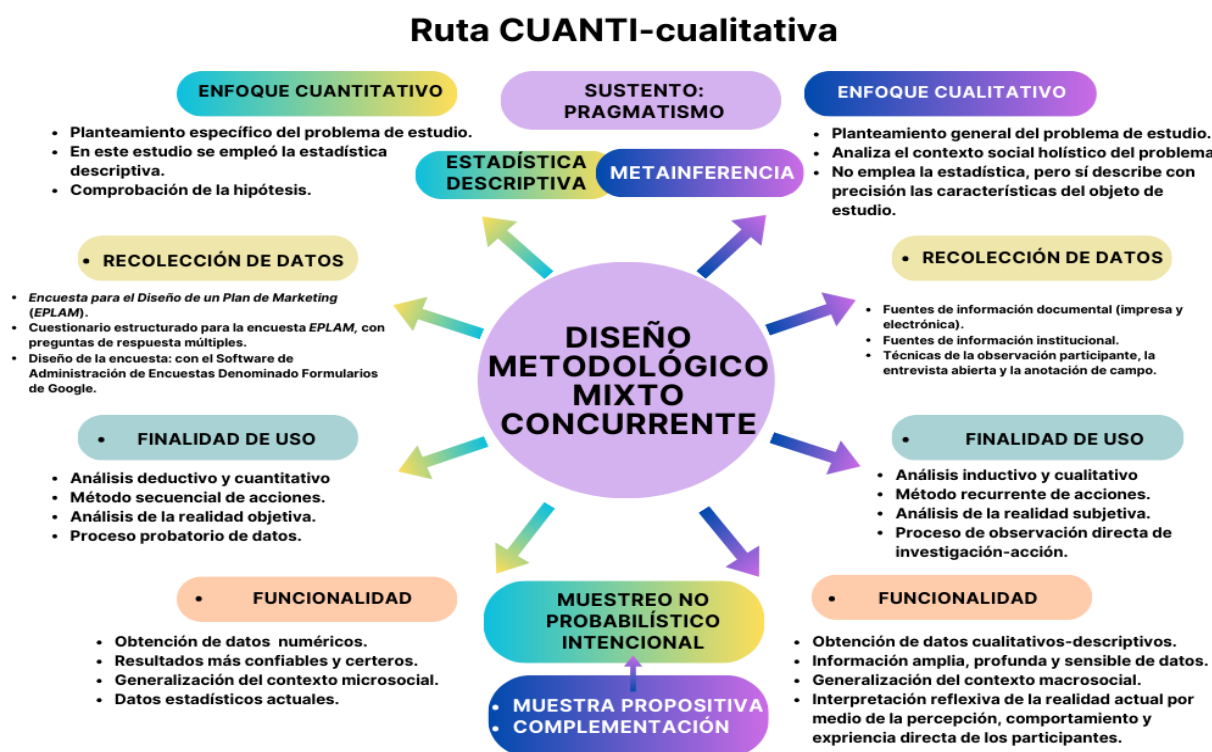 Ruta CUANTI-cualitativa
ENFOQUE CUANTITATIVO
• Planteamiento específico del problema de estudio.
• En este estudio se empleó la estadística
descriptiva.
• Comprobación de la hipótesis.
SUSTENTO:
PRAGMATISMO
ESTADÍSTICA
DESCRIPTIVA
METAINFERENCIA
ENFOQUE CUALITATIVO
• Planteamiento general del problema de estudio.
• Analiza el contexto social holístico del problema
• No emplea la estadística, pero sí describe con
precisión las características del objeto de
estudio.
• RECOLECCIÓN DE DATOS
• Encuesta para el Diseño de un Plan de Marketing
(EPLAM).
• Cuestionario estructurado para la encuesta EPLAM, con
preguntas de respuesta múltiples.
• Diseño de la encuesta: con el Software de
Administración de Encuestas Denominado Formularios
de Google.
DISEÑO
METODOLÓGICO
MIXTO
CONCURRENTE
• RECOLECCIÓN DE DATOS
• Fuentes de información documental (impresa y
electrónica).
• Fuentes de información institucional.
• Técnicas de la observación participante, la
entrevista abierta y la anotación de campo.
• FINALIDAD DE USO
• Análisis deductivo y cuantitativo
• Método secuencial de acciones.
• Análisis de la realidad objetiva.
• Proceso probatorio de datos.
• FINALIDAD DE USO
• Análisis inductivo y cualitativo
• Método recurrente de acciones.
• Análisis de la realidad subjetiva.
• Proceso de observación directa de
investigación-acción.
• FUNCIONALIDAD
• Obtención de datos numéricos.
• Resultados más confiables y certeros.
• Generalización del contexto microsocial.
• Datos estadísticos actuales.
MUESTREO NO
PROBABILÍSTICO
INTENCIONAL
• MUESTRA PROPOSITIVA
• COMPLEMENTACIÓN
• FUNCIONALIDAD
• Obtención de datos cualitativos-descriptivos.
• Información amplia, profunda y sensible de datos.
• Generalización del contexto macrosocial.
• Interpretación reflexiva de la realidad actual por
medio de la percepción, comportamiento y
expriencia directa de los participantes.